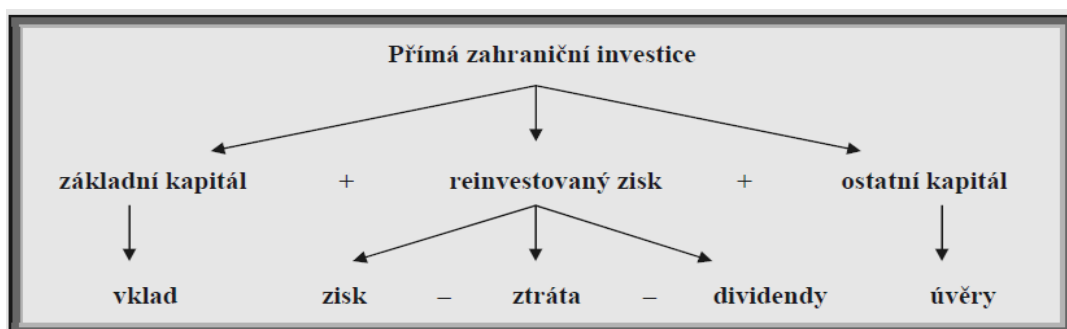 Přímá zahraniční investice
základní kapitál + reinvestovaný zisk + ostatní kapitál
vklad zisk – ztráta – dividendy úvěry